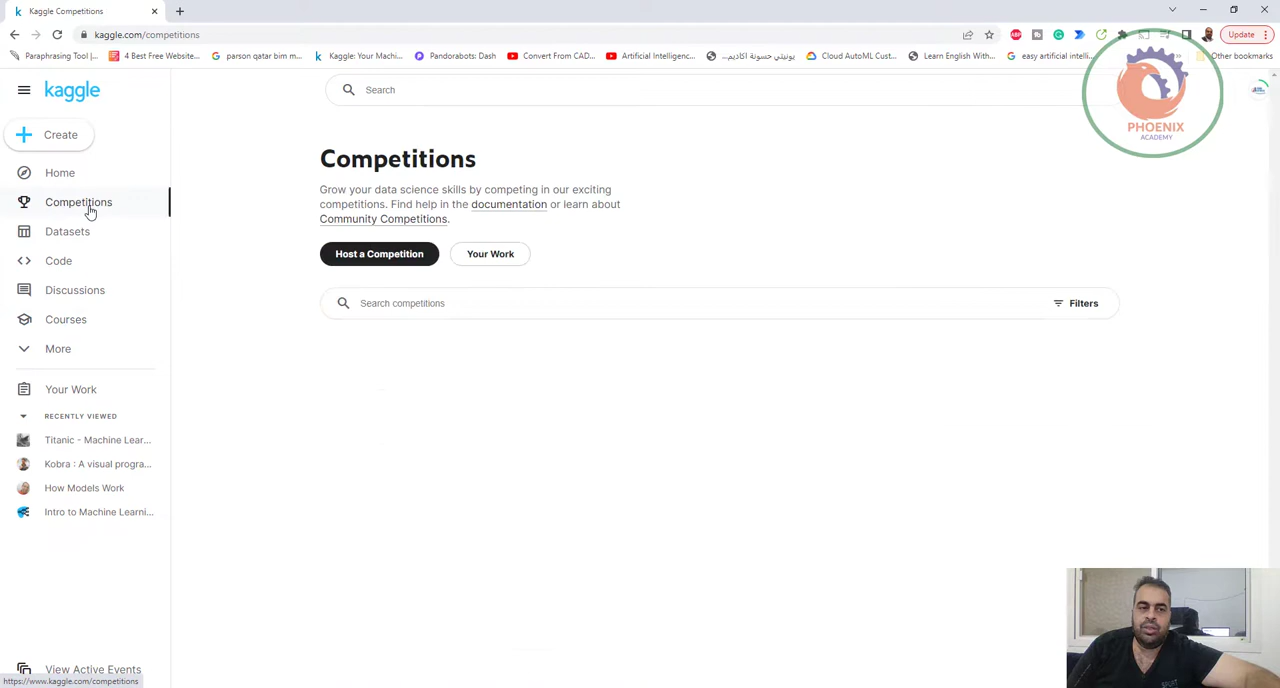 Kaggle Competitions
kaggle.com/competitions
Update
Paraphrasing Tool |...
4 Best Free Website...
parson qatar bim m...
Kaggle: Your Machi...
Pandorabots: Dash
Convert From CAD...
Artificial Intelligenc...
يونيتي حسونة اكاديم...
Cloud AutoML Cust...
Learn English With...
easy artificial intelli...
Other bookmarks
kaggle
Search
PHOENIX
ACADEMY
Create
Home
Competitions
Datasets
Code
Discussions
Courses
More
Your Work
RECENTLY VIEWED
Titanic - Machine Lear...
Kobra : A visual progra...
How Models Work
Intro to Machine Learni...
View Active Events
https://www.kaggle.com/competitions
Competitions
Grow your data science skills by competing in our exciting
competitions. Find help in the documentation or learn about
Community Competitions.
Host a Competition
Your Work
Search competitions
Filters